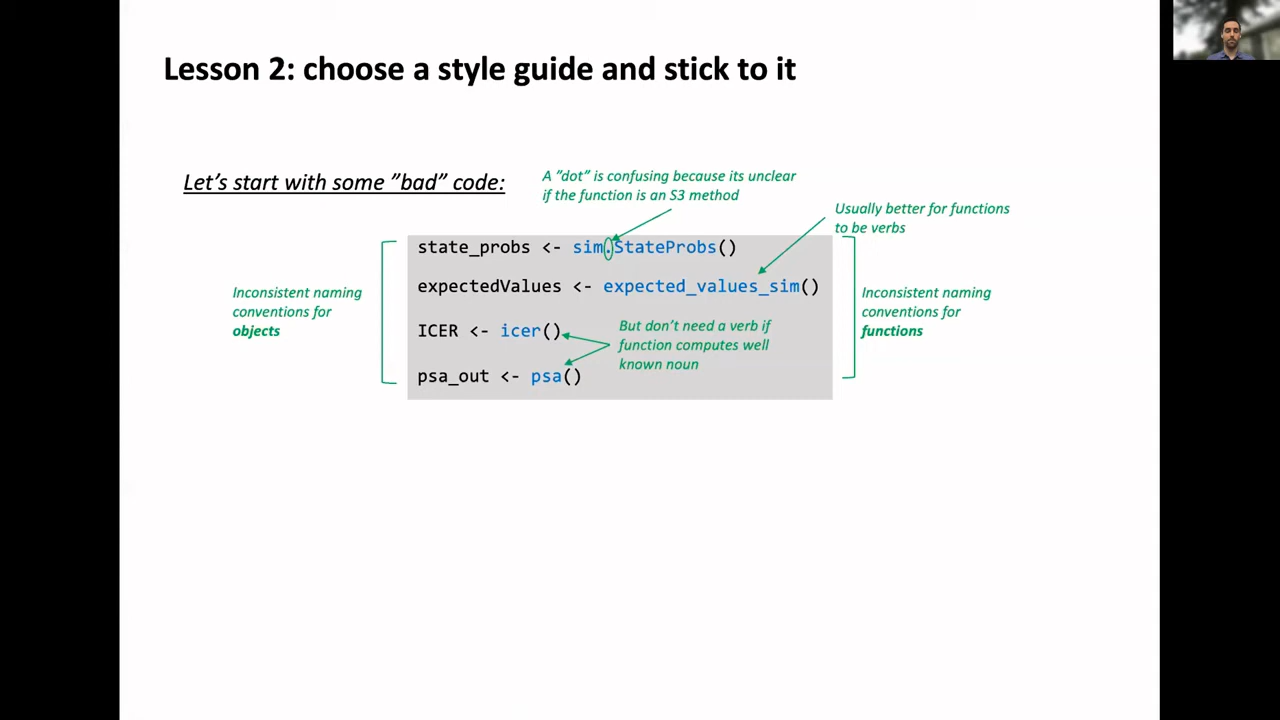 Lesson 2: choose a style guide and stick to it
Let's start with some ”bad” code:
A ”dot” is confusing because its unclear
if the function is an S3 method
Usually better for functions
to be verbs
state_probs <- sim.StateProbs()
expectedValues <- expected_values_sim()
ICER <- icer()
psa_out <- psa()
Inconsistent naming
conventions for
objects
But don't need a verb if
function computes well
known noun
Inconsistent naming
conventions for
functions